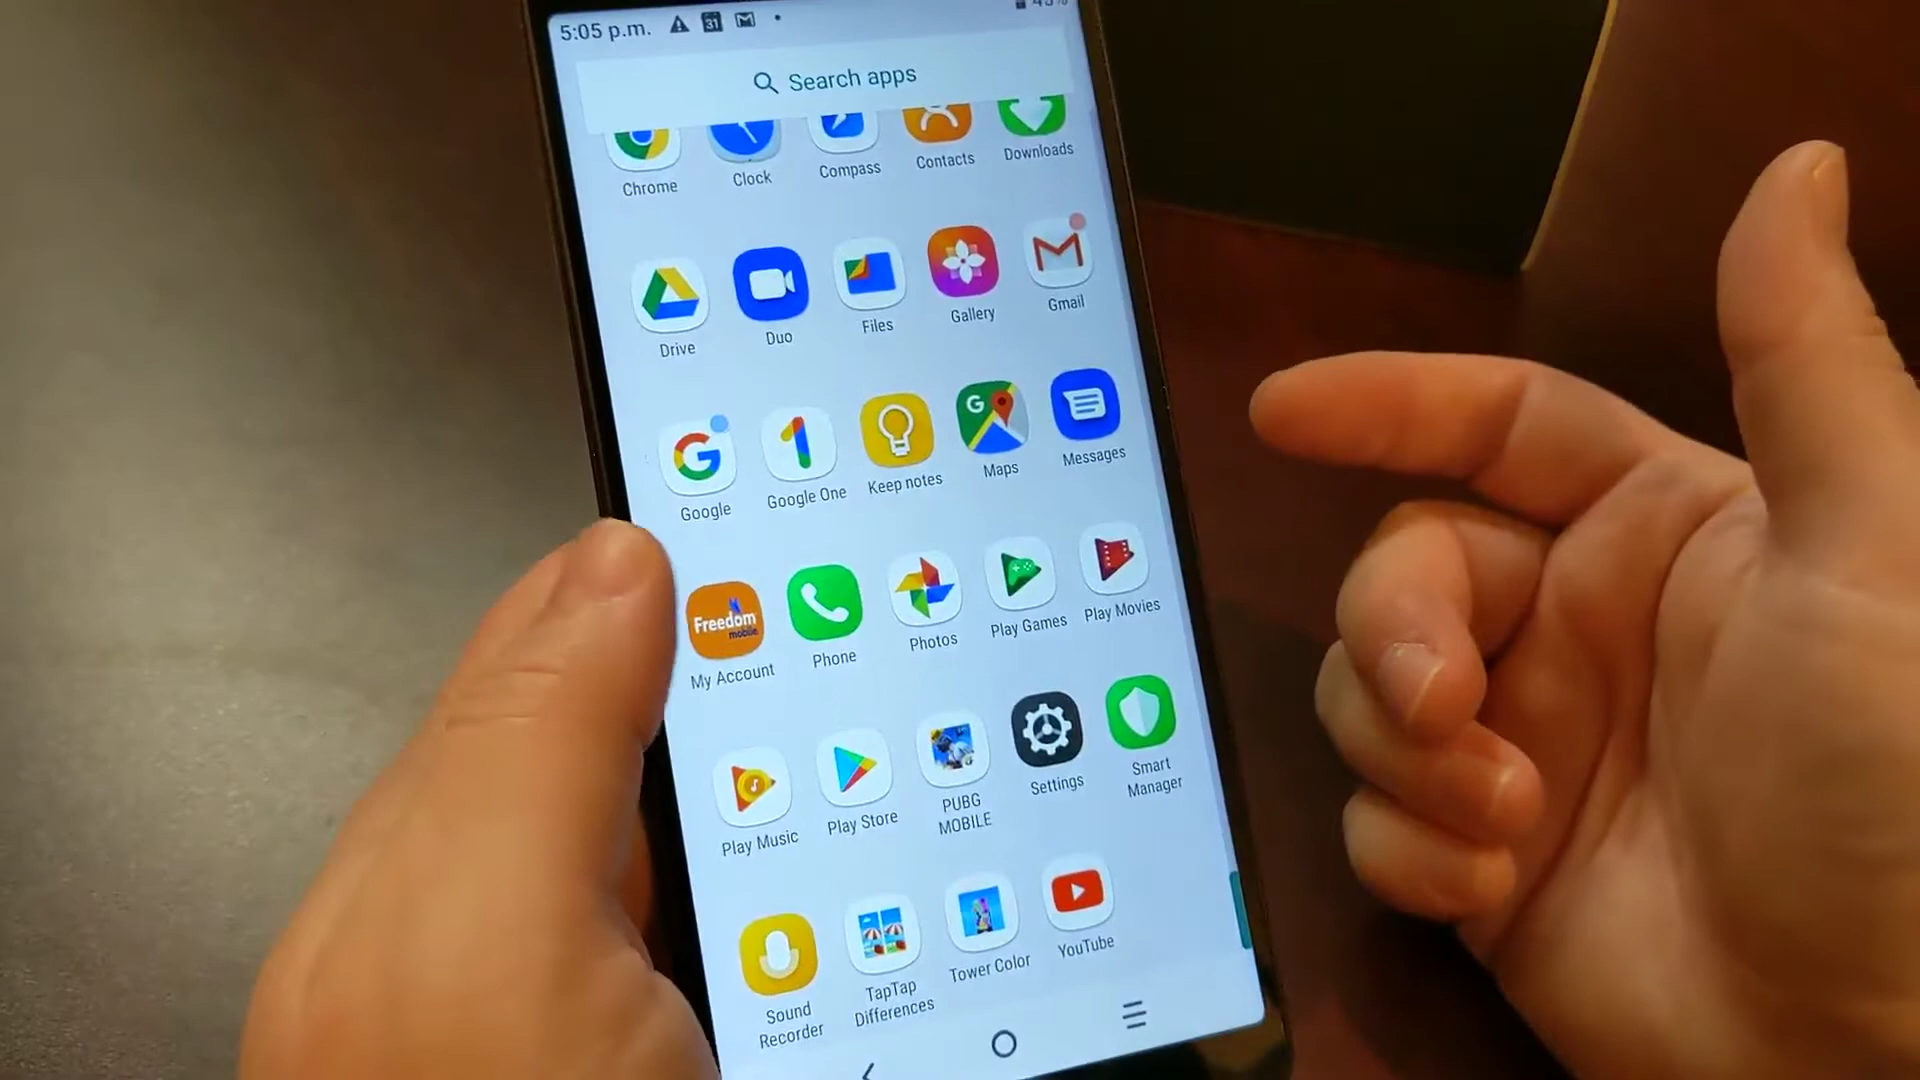 5:05 p.m. 31
Search apps
Chrome Clock Compass Contacts Downloads
Drive Duo Files Gallery Gmail
G
Google Google One Keep notes Maps Messages
Freedom
mobile
My Account Phone Photos Play Games Play Movies
Play Music Play Store PUBG
MOBILE Settings Smart
Manager
Sound
Recorder TapTap
Differences Tower Color YouTube